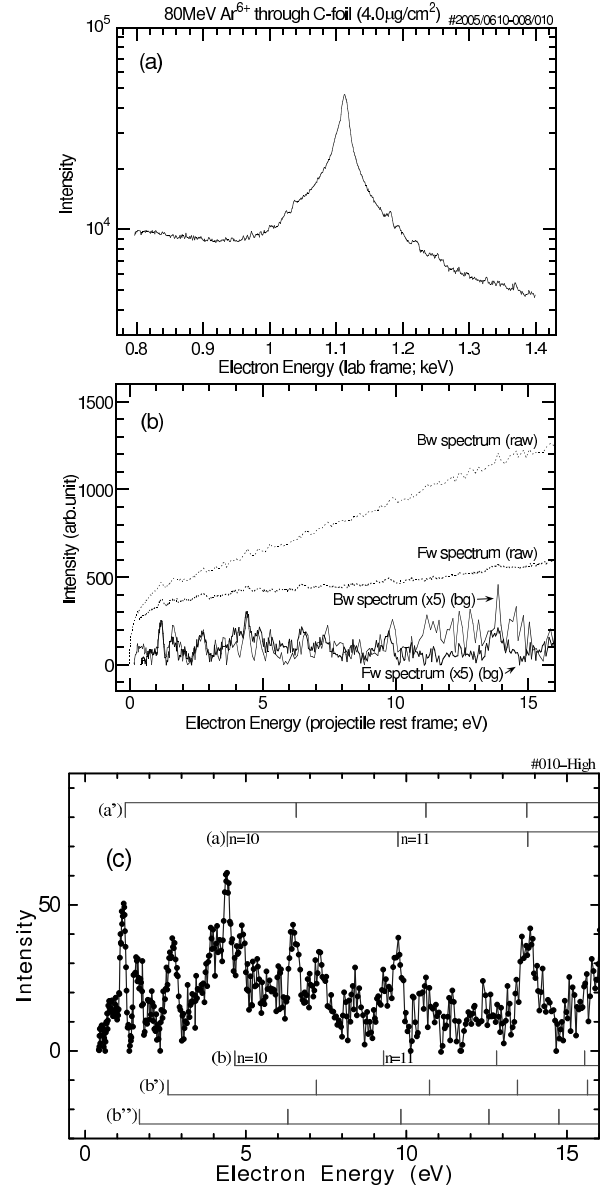 80MeV Ar6+ through C-foil (4.0μg/cm2)
#2005/0610-008/010
(a)
10^5
10^4
Intensity
0.8 0.9 1 1.1 1.2 1.3 1.4
Electron Energy (lab frame; keV)
(b)
1500
1000
500
0
Intensity (arb.unit)
Bw spectrum (raw)
Fw spectrum (raw)
Bw spectrum (x5) (bg)
Fw spectrum (x5) (bg)
0 5 10 15
Electron Energy (projectile rest frame; eV)
#010-High
(a')
(a) n=10 n=11
(c)
50
0
Intensity
(b) n=10 n=11
(b')
(b'')
0 5 10 15
Electron Energy (eV)